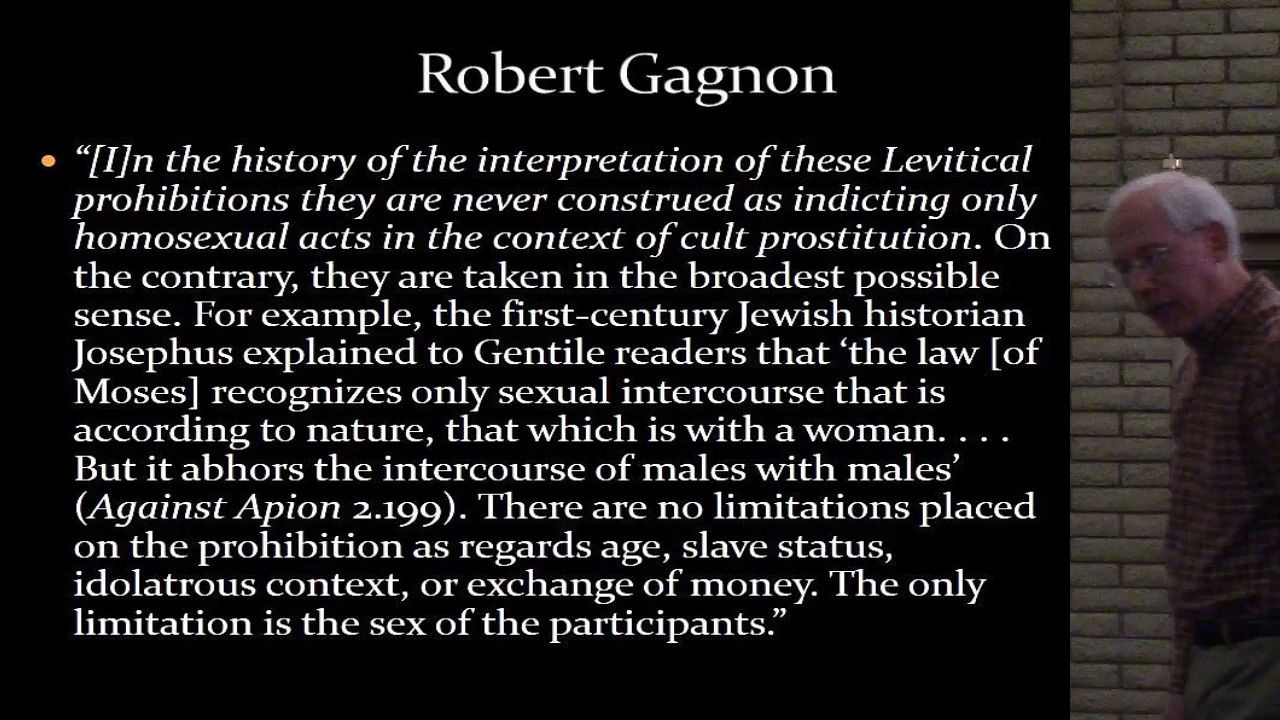 Robert Gagnon
• “[I]n the history of the interpretation of these Levitical
prohibitions they are never construed as indicting only
homosexual acts in the context of cult prostitution. On
the contrary, they are taken in the broadest possible
sense. For example, the first-century Jewish historian
Josephus explained to Gentile readers that ‘the law [of
Moses] recognizes only sexual intercourse that is
according to nature, that which is with a woman. . . .
But it abhors the intercourse of males with males’
(Against Apion 2.199). There are no limitations placed
on the prohibition as regards age, slave status,
idolatrous context, or exchange of money. The only
limitation is the sex of the participants.”